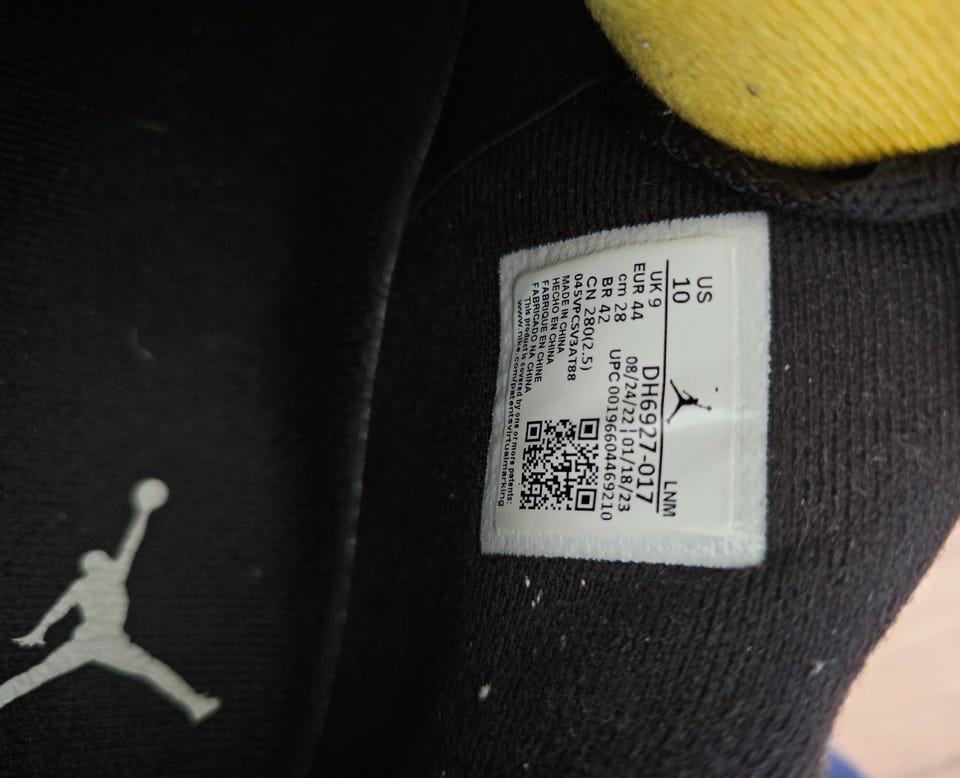 US
10
LNM
UK 9
EUR 44
cm 28
BR 42
CN 280(2.5)
DH6927-017
08/24/22 | 01/18/23
UPC 00196604469210
045VPCSV3AT88
MADE IN CHINA
HECHO EN CHINA
FABRIQUE EN CHINE
FABRICADO NA CHINA
This product is covered by one or more patents:
www.nike.com/patentsvirtualmarking